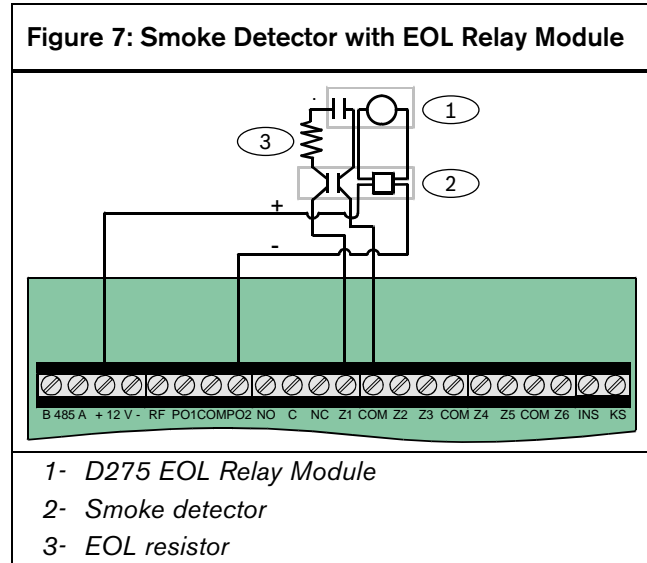 Figure 7: Smoke Detector with EOL Relay Module
1
3
2
+
-
B 485 A + 12 V - RF PO1COMPO2 NO C NC Z1 COM Z2 Z3 COM Z4 Z5 COM Z6 INS KS
1- D275 EOL Relay Module
2- Smoke detector
3- EOL resistor